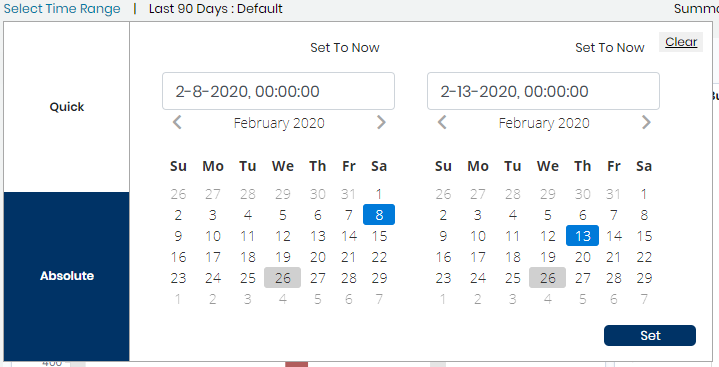 Select Time Range | Last 90 Days : Default
Set To Now Set To Now Clear
Quick
2-8-2020, 00:00:00 2-13-2020, 00:00:00
February 2020 February 2020
Su Mo Tu We Th Fr Sa Su Mo Tu We Th Fr Sa
26 27 28 29 30 31 1 26 27 28 29 30 31 1
2 3 4 5 6 7 8 2 3 4 5 6 7 8
9 10 11 12 13 14 15 9 10 11 12 13 14 15
16 17 18 19 20 21 22 16 17 18 19 20 21 22
Absolute
23 24 25 26 27 28 29 23 24 25 26 27 28 29
1 2 3 4 5 6 7 1 2 3 4 5 6 7
Set